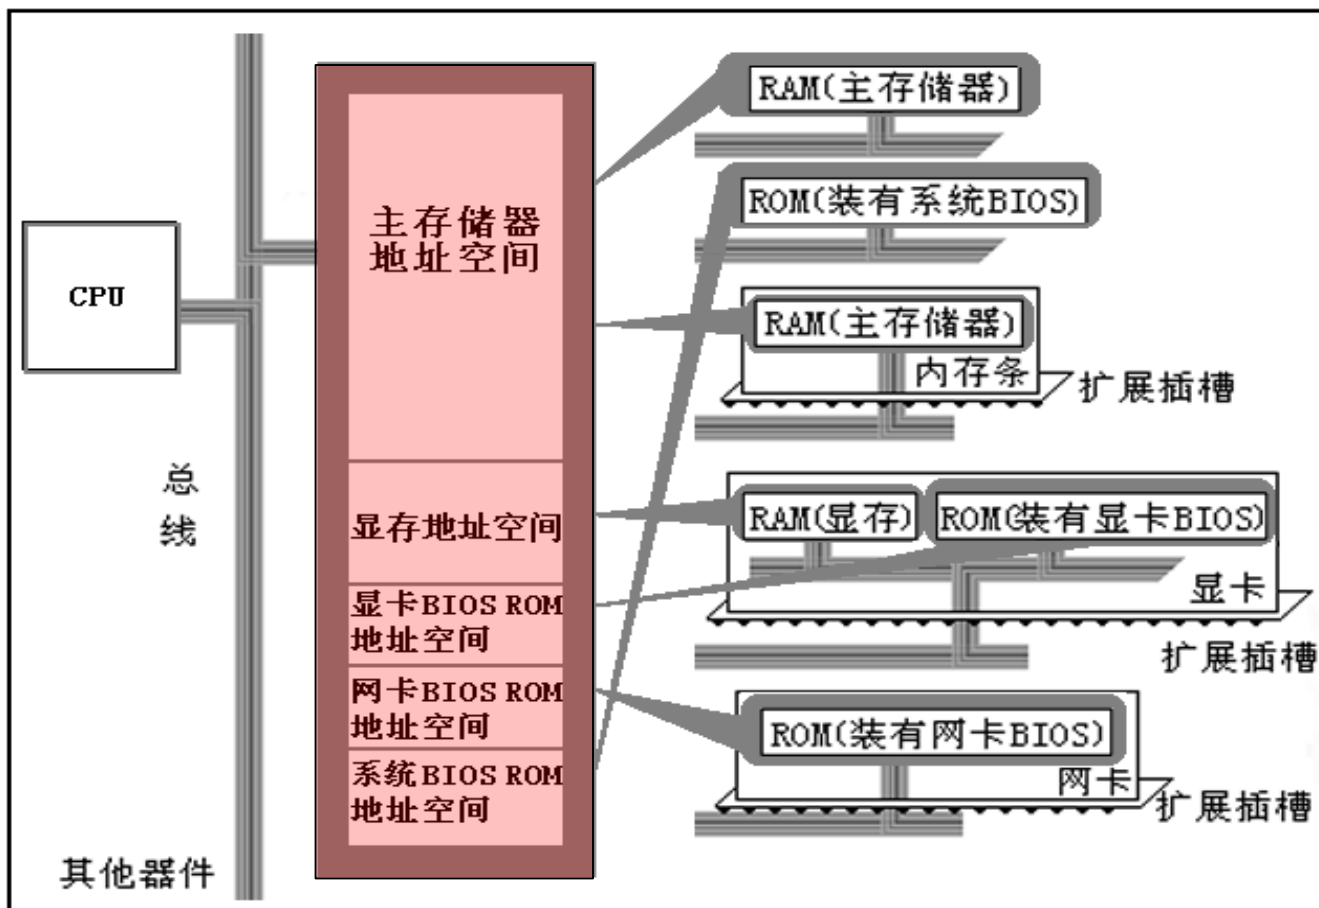 CPU
总
线
其他器件
主存储器
地址空间
显存地址空间
显卡BIOS ROM
地址空间
网卡BIOS ROM
地址空间
系统BIOS ROM
地址空间
RAM(主存储器)
ROM(装有系统BIOS)
RAM(主存储器)
内存条
扩展插槽
RAM(显存)
ROM(装有显卡BIOS)
显卡
扩展插槽
ROM(装有网卡BIOS)
网卡
扩展插槽